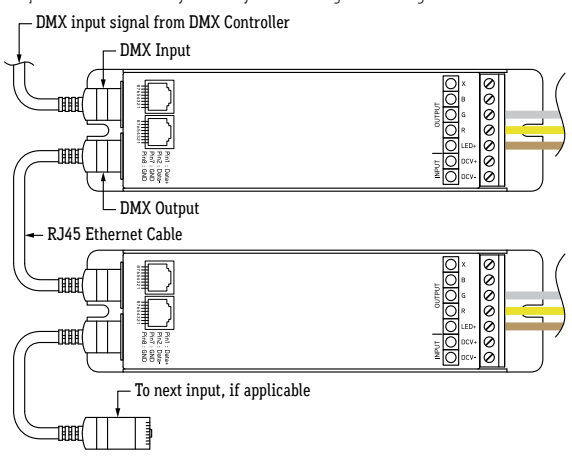 DMX input signal from DMX Controller
DMX Input
Pin1 : Data+
Pin2 : Data-
Pin7 : GND
Pin8 : GND
OUTPUT
INPUT
X
B
G
R
LED+
DCV+
DCV-
DMX Output
RJ45 Ethernet Cable
Pin1 : Data+
Pin2 : Data-
Pin7 : GND
Pin8 : GND
OUTPUT
INPUT
X
B
G
R
LED+
DCV+
DCV-
To next input, if applicable